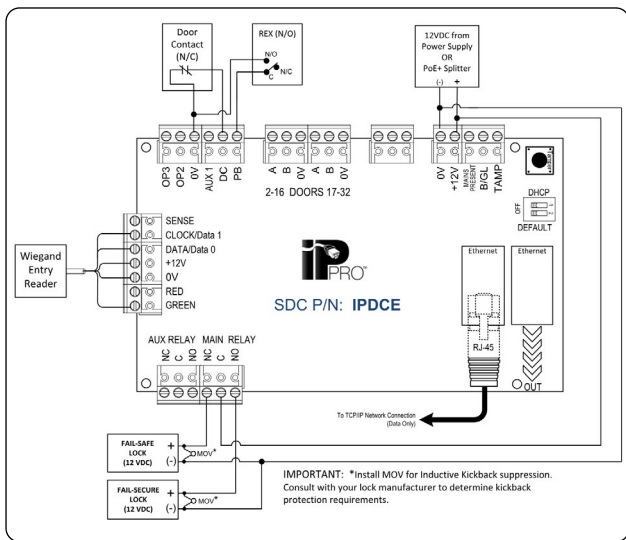 Door
Contact
(N/C)
REX (N/O)
N/O
N/C
C
12VDC from
Power Supply
OR
PoE+ Splitter
(-) +
OP3
OP2
0V
AUX 1
DC
PB
A
B
0V
A
B
0V
2-16 DOORS 17-32
0V
+12V
MAINS
PRESENT
B/GL
TAMP
DHCP
OFF
1
2
DEFAULT
SENSE
CLOCK/Data 1
DATA/Data 0
+12V
0V
RED
GREEN
Wiegand
Entry
Reader
iPPRO™
SDC P/N: IPDCE
Ethernet
Ethernet
RJ-45
OUT
AUX RELAY MAIN RELAY
NC
C
NO
NC
C
NO
To TCP/IP Network Connection
(Data Only)
FAIL-SAFE
LOCK
(12 VDC)
+
(-)
MOV*
FAIL-SECURE
LOCK
(12 VDC)
+
(-)
MOV*
IMPORTANT: *Install MOV for Inductive Kickback suppression.
Consult with your lock manufacturer to determine kickback
protection requirements.